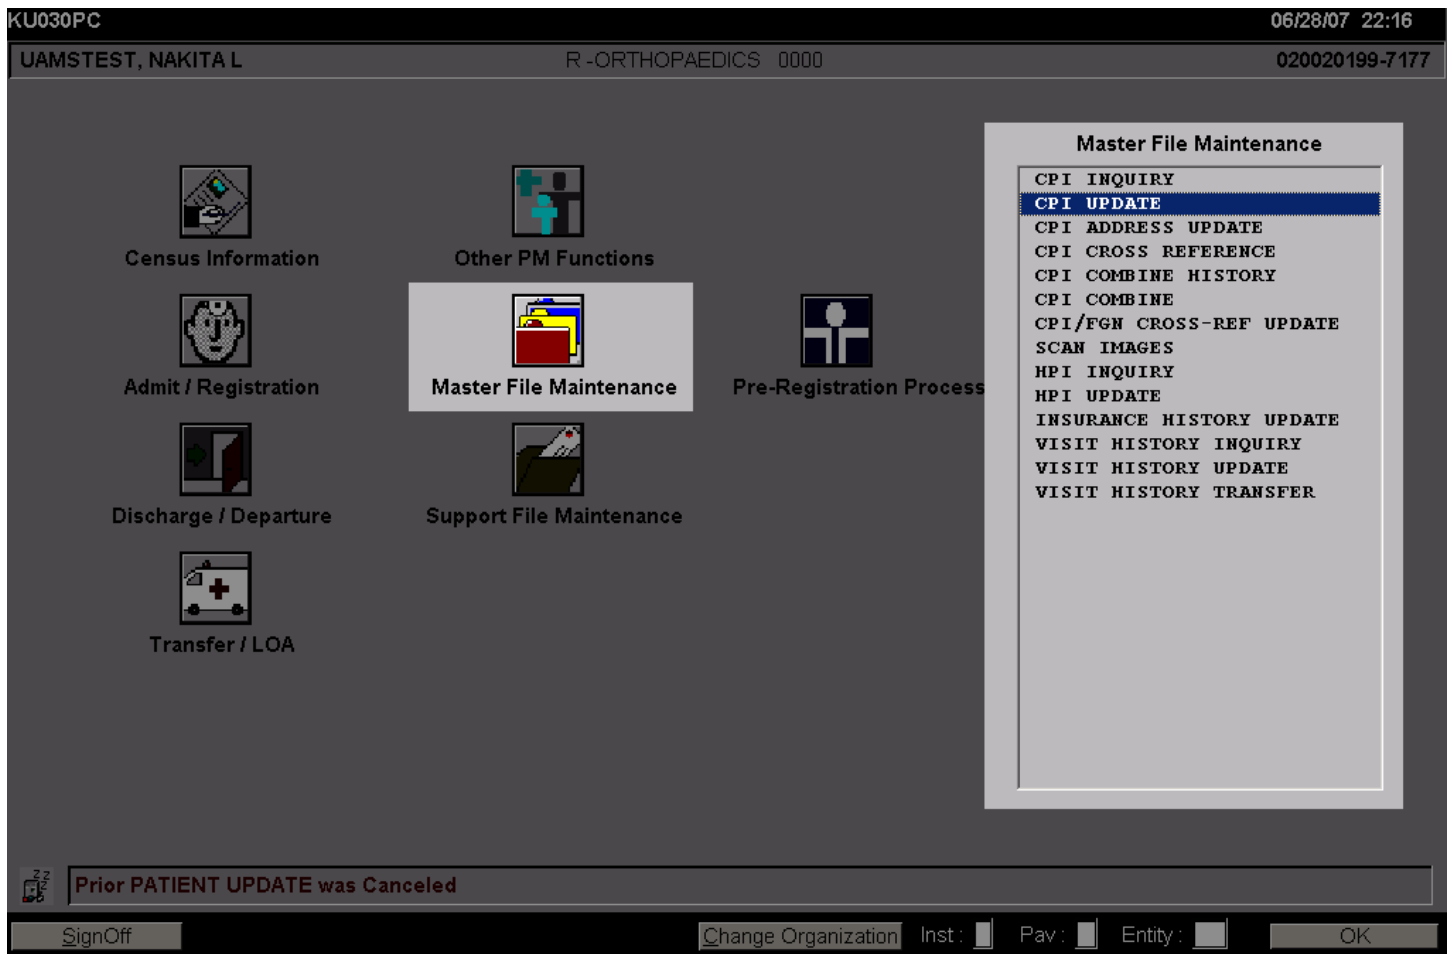 KU030PC 06/28/07 22:16
UAMSTEST, NAKITA L R -ORTHOPAEDICS 0000 020020199-7177
Census Information
Other PM Functions
Admit / Registration
Master File Maintenance
Pre-Registration Process
Discharge / Departure
Support File Maintenance
Transfer / LOA
Master File Maintenance
CPI INQUIRY
CPI UPDATE
CPI ADDRESS UPDATE
CPI CROSS REFERENCE
CPI COMBINE HISTORY
CPI COMBINE
CPI/FGN CROSS-REF UPDATE
SCAN IMAGES
HPI INQUIRY
HPI UPDATE
INSURANCE HISTORY UPDATE
VISIT HISTORY INQUIRY
VISIT HISTORY UPDATE
VISIT HISTORY TRANSFER
zzz
Prior PATIENT UPDATE was Canceled
SignOff Change Organization Inst : Pav : Entity : OK